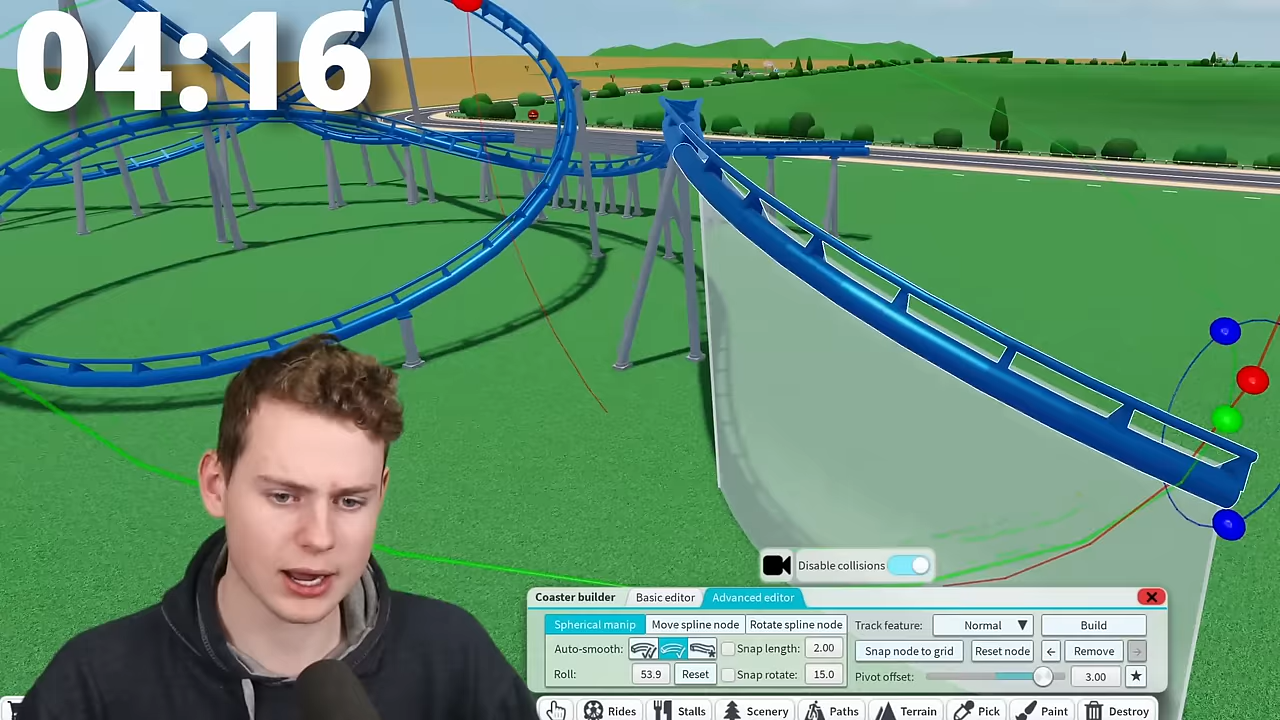 04:16
Disable collisions
Coaster builder Basic editor Advanced editor
Spherical manip Move spline node Rotate spline node Track feature: Normal Build
Auto-smooth: Snap length: 2.00 Snap node to grid Reset node Remove
Roll: 53.9 Reset Snap rotate: 15.0 Pivot offset: 3.00
Rides Stalls Scenery Paths Terrain Pick Paint Destroy